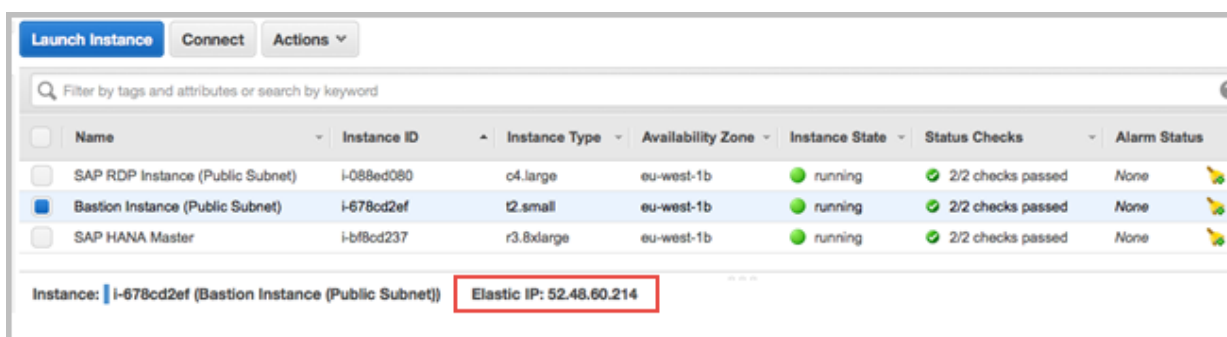 Launch Instance Connect Actions
Filter by tags and attributes or search by keyword
Name Instance ID Instance Type Availability Zone Instance State Status Checks Alarm Status
SAP RDP Instance (Public Subnet) i-088ed080 c4.large eu-west-1b running 2/2 checks passed None
Bastion Instance (Public Subnet) i-678cd2ef t2.small eu-west-1b running 2/2 checks passed None
SAP HANA Master i-bf8cd237 r3.8xlarge eu-west-1b running 2/2 checks passed None
Instance: i-678cd2ef (Bastion Instance (Public Subnet)) Elastic IP: 52.48.60.214